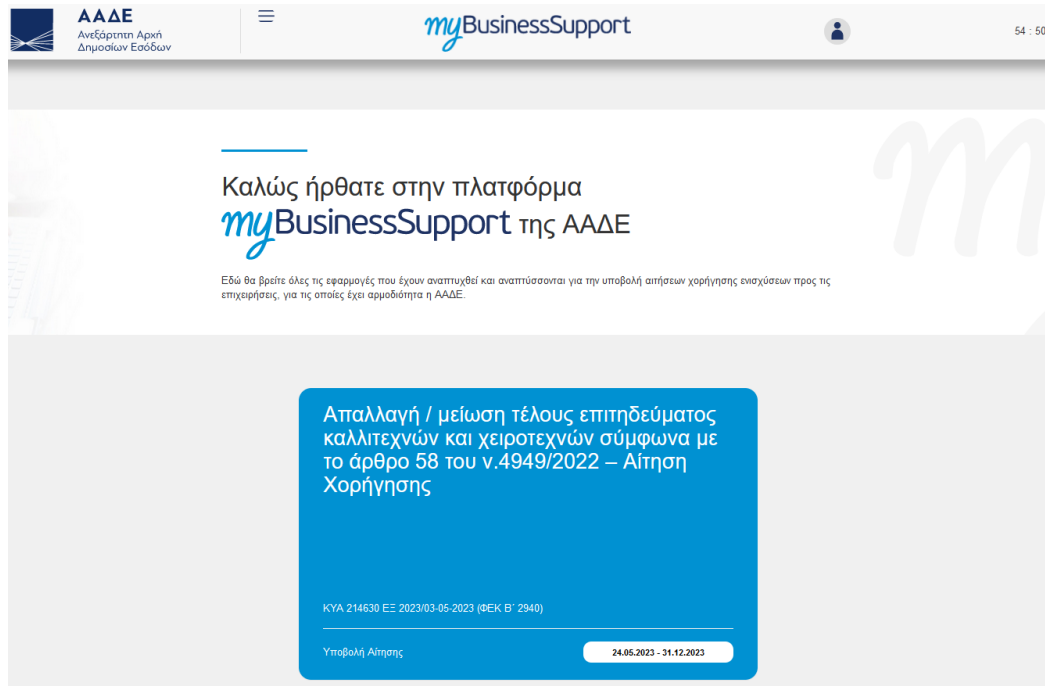 ΑΑΔΕ
Ανεξάρτητη Αρχή
Δημοσίων Εσόδων
myBusinessSupport
54 : 50
Καλώς ήρθατε στην πλατφόρμα
myBusinessSupport της ΑΑΔΕ
Εδώ θα βρείτε όλες τις εφαρμογές που έχουν αναπτυχθεί και αναπτύσσονται για την υποβολή αιτήσεων χορήγησης ενισχύσεων προς τις
επιχειρήσεις, για τις οποίες έχει αρμοδιότητα η ΑΑΔΕ.
Απαλλαγή / μείωση τέλους επιτηδεύματος
καλλιτεχνών και χειροτεχνών σύμφωνα με
το άρθρο 58 του ν.4949/2022 – Αίτηση
Χορήγησης
ΚΥΑ 214630 ΕΞ 2023/03-05-2023 (ΦΕΚ Β΄ 2940)
Υποβολή Αίτησης
24.05.2023 - 31.12.2023